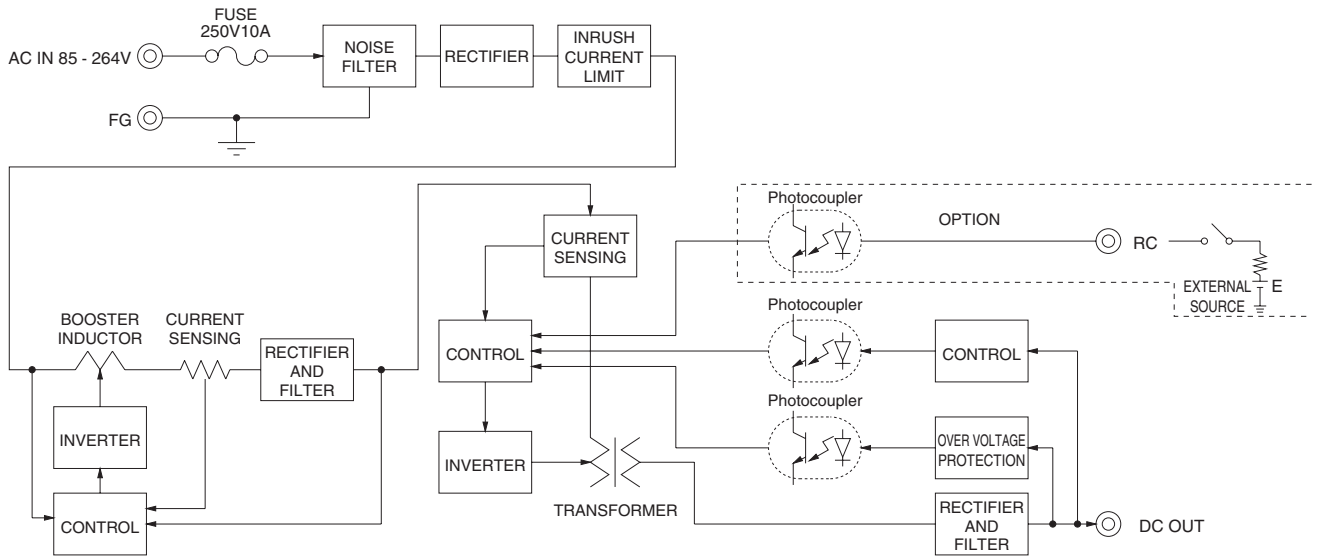 FUSE
250V10A
AC IN 85 - 264V
NOISE
FILTER
RECTIFIER
INRUSH
CURRENT
LIMIT
FG
Photocoupler
OPTION
RC
EXTERNAL
SOURCE
E
CURRENT
SENSING
BOOSTER
INDUCTOR
CURRENT
SENSING
RECTIFIER
AND
FILTER
CONTROL
Photocoupler
CONTROL
Photocoupler
INVERTER
INVERTER
OVER VOLTAGE
PROTECTION
TRANSFORMER
CONTROL
RECTIFIER
AND
FILTER
DC OUT